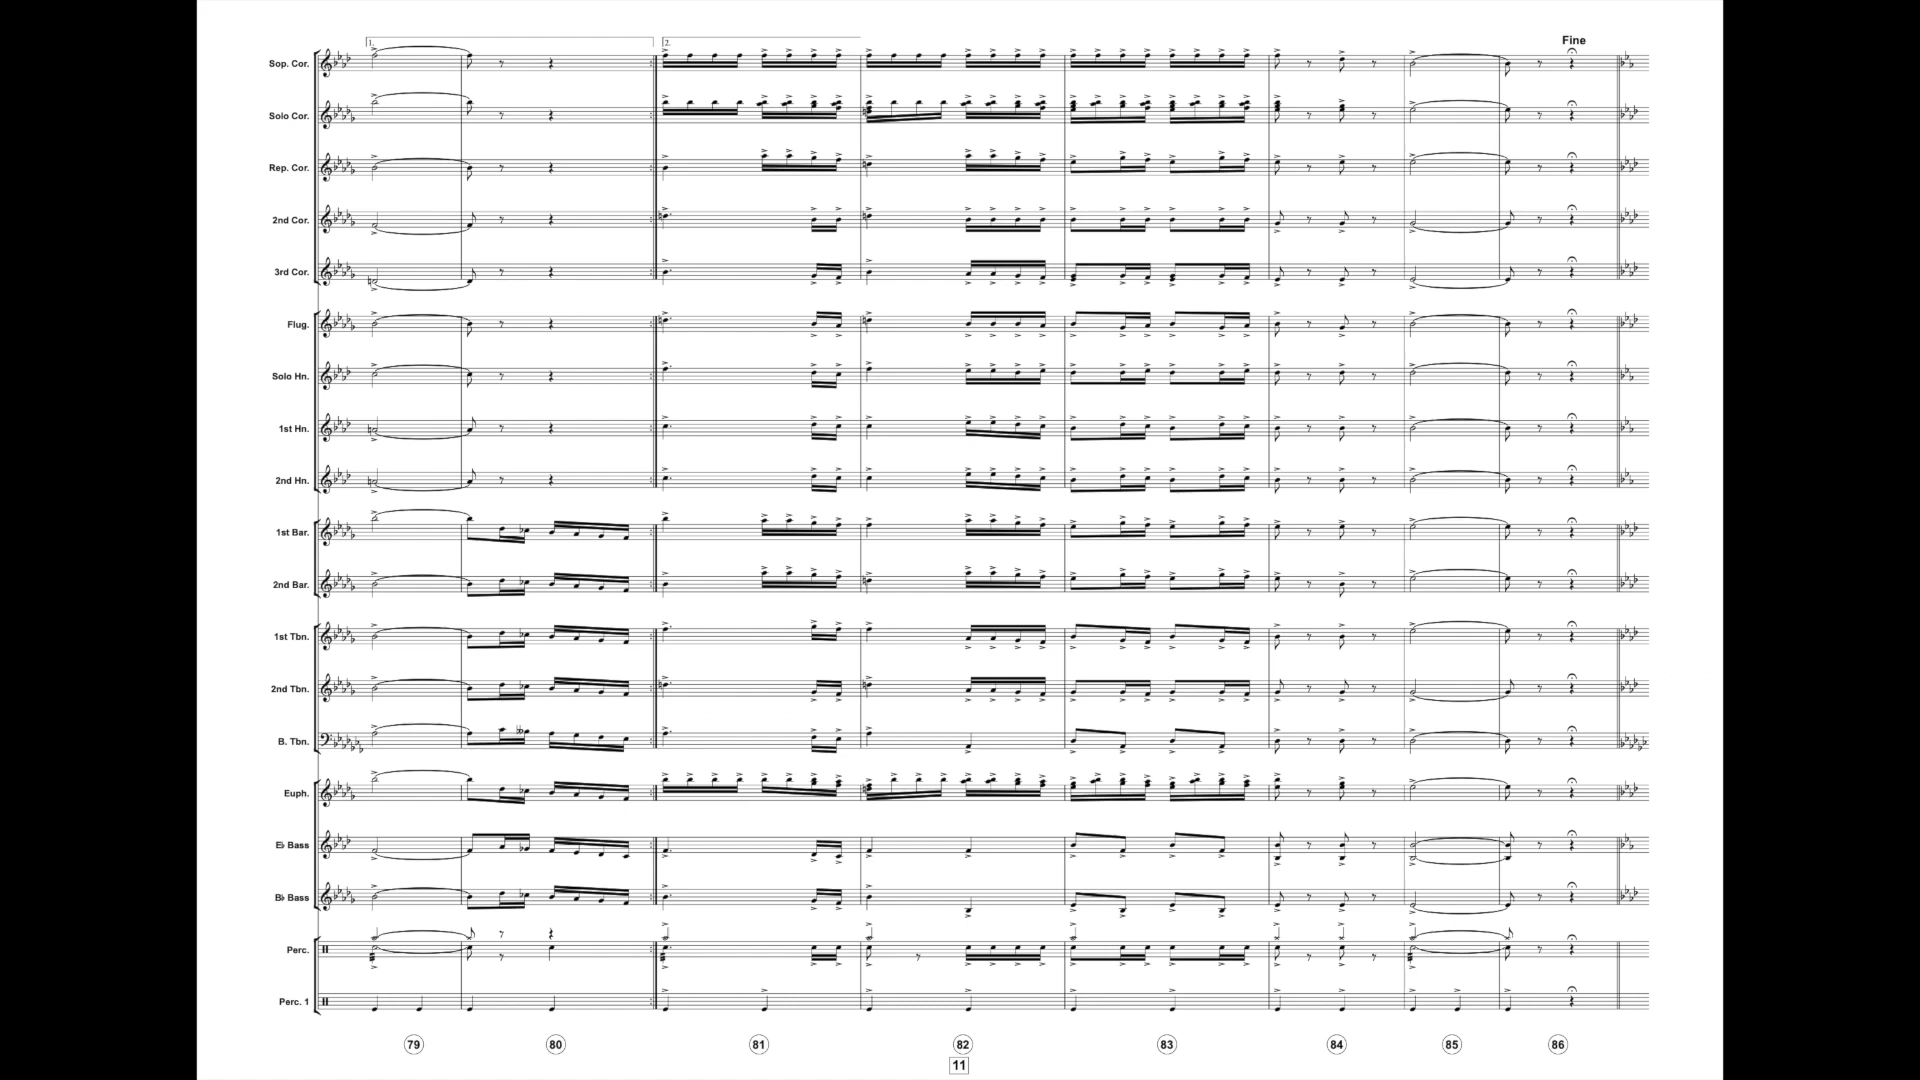 Fine
1. 2.
Sop. Cor.
Solo Cor.
Rep. Cor.
2nd Cor.
3rd Cor.
Flug.
Solo Hn.
1st Hn.
2nd Hn.
1st Bar.
2nd Bar.
1st Tbn.
2nd Tbn.
B. Tbn.
Euph.
E♭ Bass
B♭ Bass
Perc.
Perc. 1
79 80 81 82 83 84 85 86
11